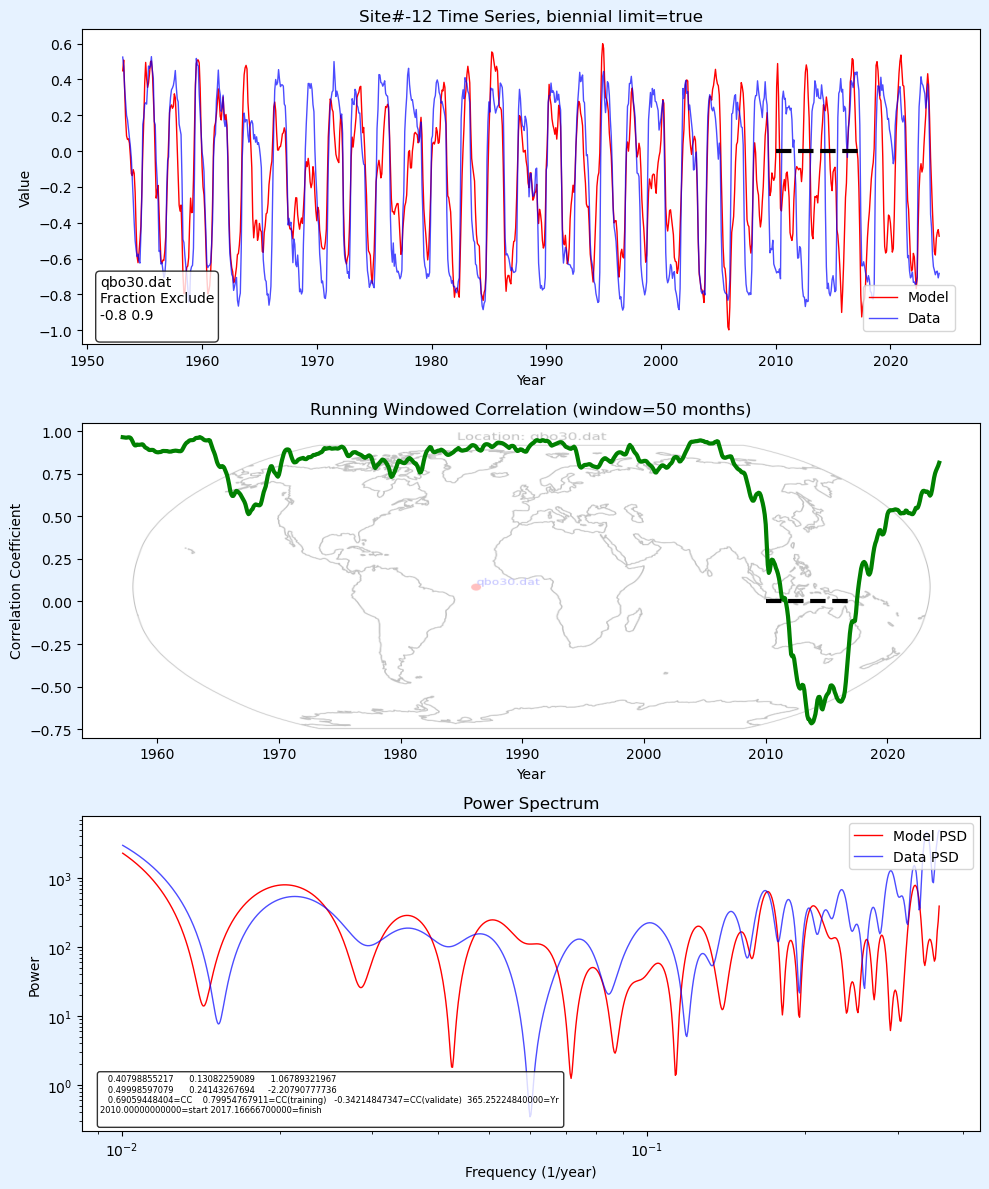 Site#-12 Time Series, biennial limit=true
0.6
0.4
0.2
0.0
−0.2
−0.4
−0.6
−0.8
−1.0
Value
qbo30.dat
Fraction Exclude
-0.8 0.9
Model
Data
1950 1960 1970 1980 1990 2000 2010 2020
Year
Running Windowed Correlation (window=50 months)
Location: qbo30.dat
1.00
0.75
0.50
0.25
0.00
−0.25
−0.50
−0.75
Correlation Coefficient
qbo30.dat
1960 1970 1980 1990 2000 2010 2020
Year
Power Spectrum
Model PSD
Data PSD
10³
10²
10¹
10⁰
Power
0.40798855217 0.13082259089 1.06789321967
0.49998597079 0.24143267694 -2.20790777736
0.69059448404=CC 0.79954767911=CC(training) -0.34214847347=CC(validate) 365.25224840000=Yr
2010.00000000000=start 2017.16666700000=finish
10⁻² 10⁻¹
Frequency (1/year)